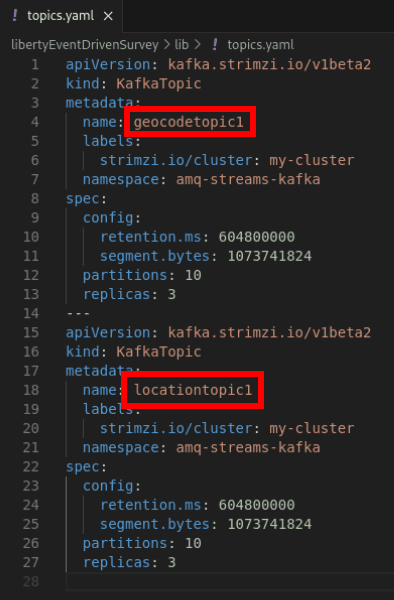 ! topics.yaml ×
libertyEventDrivenSurvey > lib > ! topics.yaml
1 apiVersion: kafka.strimzi.io/v1beta2
2 kind: KafkaTopic
3 metadata:
4   name: geocodetopic1
5   labels:
6     strimzi.io/cluster: my-cluster
7   namespace: amq-streams-kafka
8 spec:
9   config:
10     retention.ms: 604800000
11     segment.bytes: 1073741824
12   partitions: 10
13   replicas: 3
14 ---
15 apiVersion: kafka.strimzi.io/v1beta2
16 kind: KafkaTopic
17 metadata:
18   name: locationtopic1
19   labels:
20     strimzi.io/cluster: my-cluster
21   namespace: amq-streams-kafka
22 spec:
23   config:
24     retention.ms: 604800000
25     segment.bytes: 1073741824
26   partitions: 10
27   replicas: 3
28